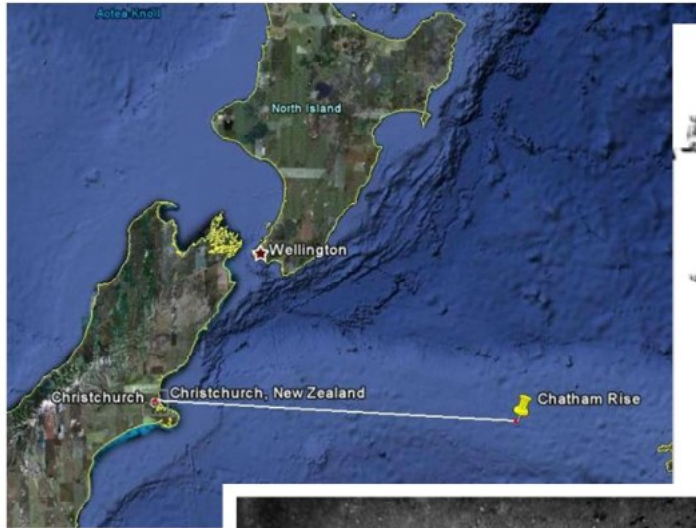 Aotea Knoll
North Island
Wellington
Christchurch
Christchurch, New Zealand
Chatham Rise